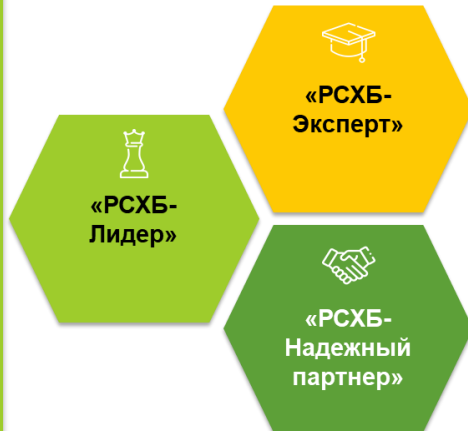 «РСХБ-
Эксперт»
«РСХБ-
Лидер»
«РСХБ-
Надежный
партнер»